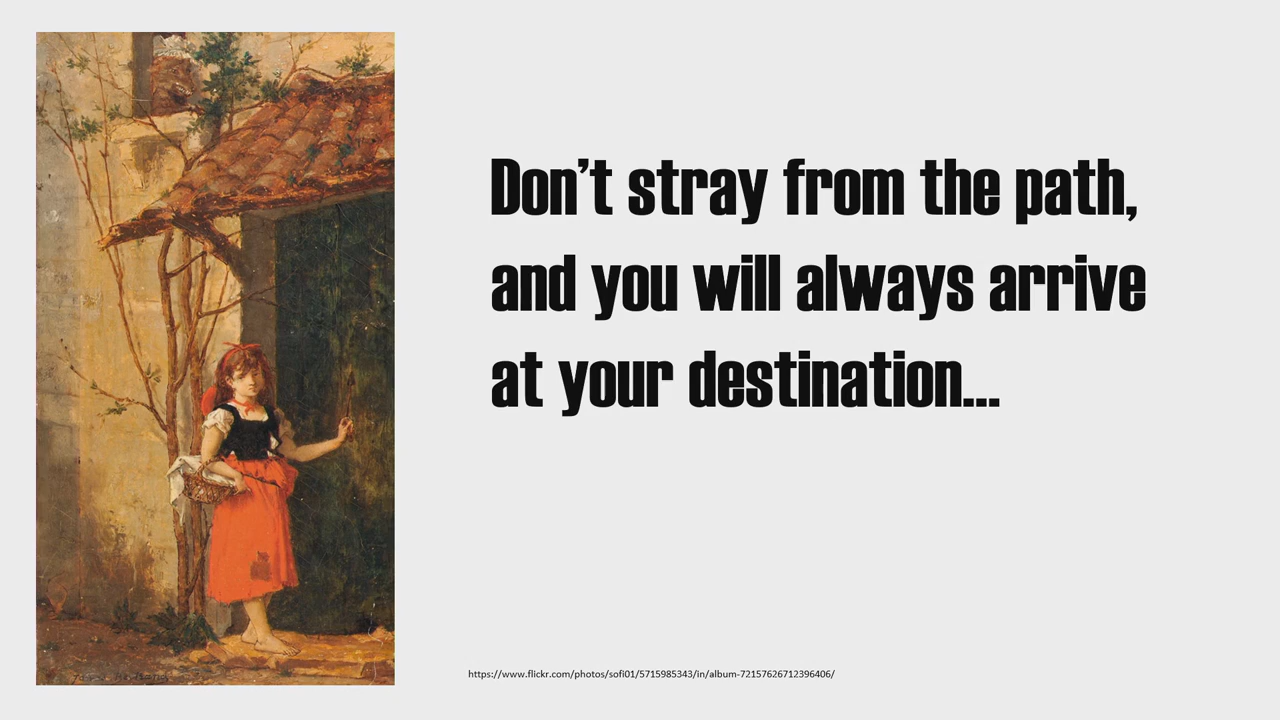 Don’t stray from the path,
and you will always arrive
at your destination...
https://www.flickr.com/photos/sofi01/5715985343/in/album-72157626712396406/